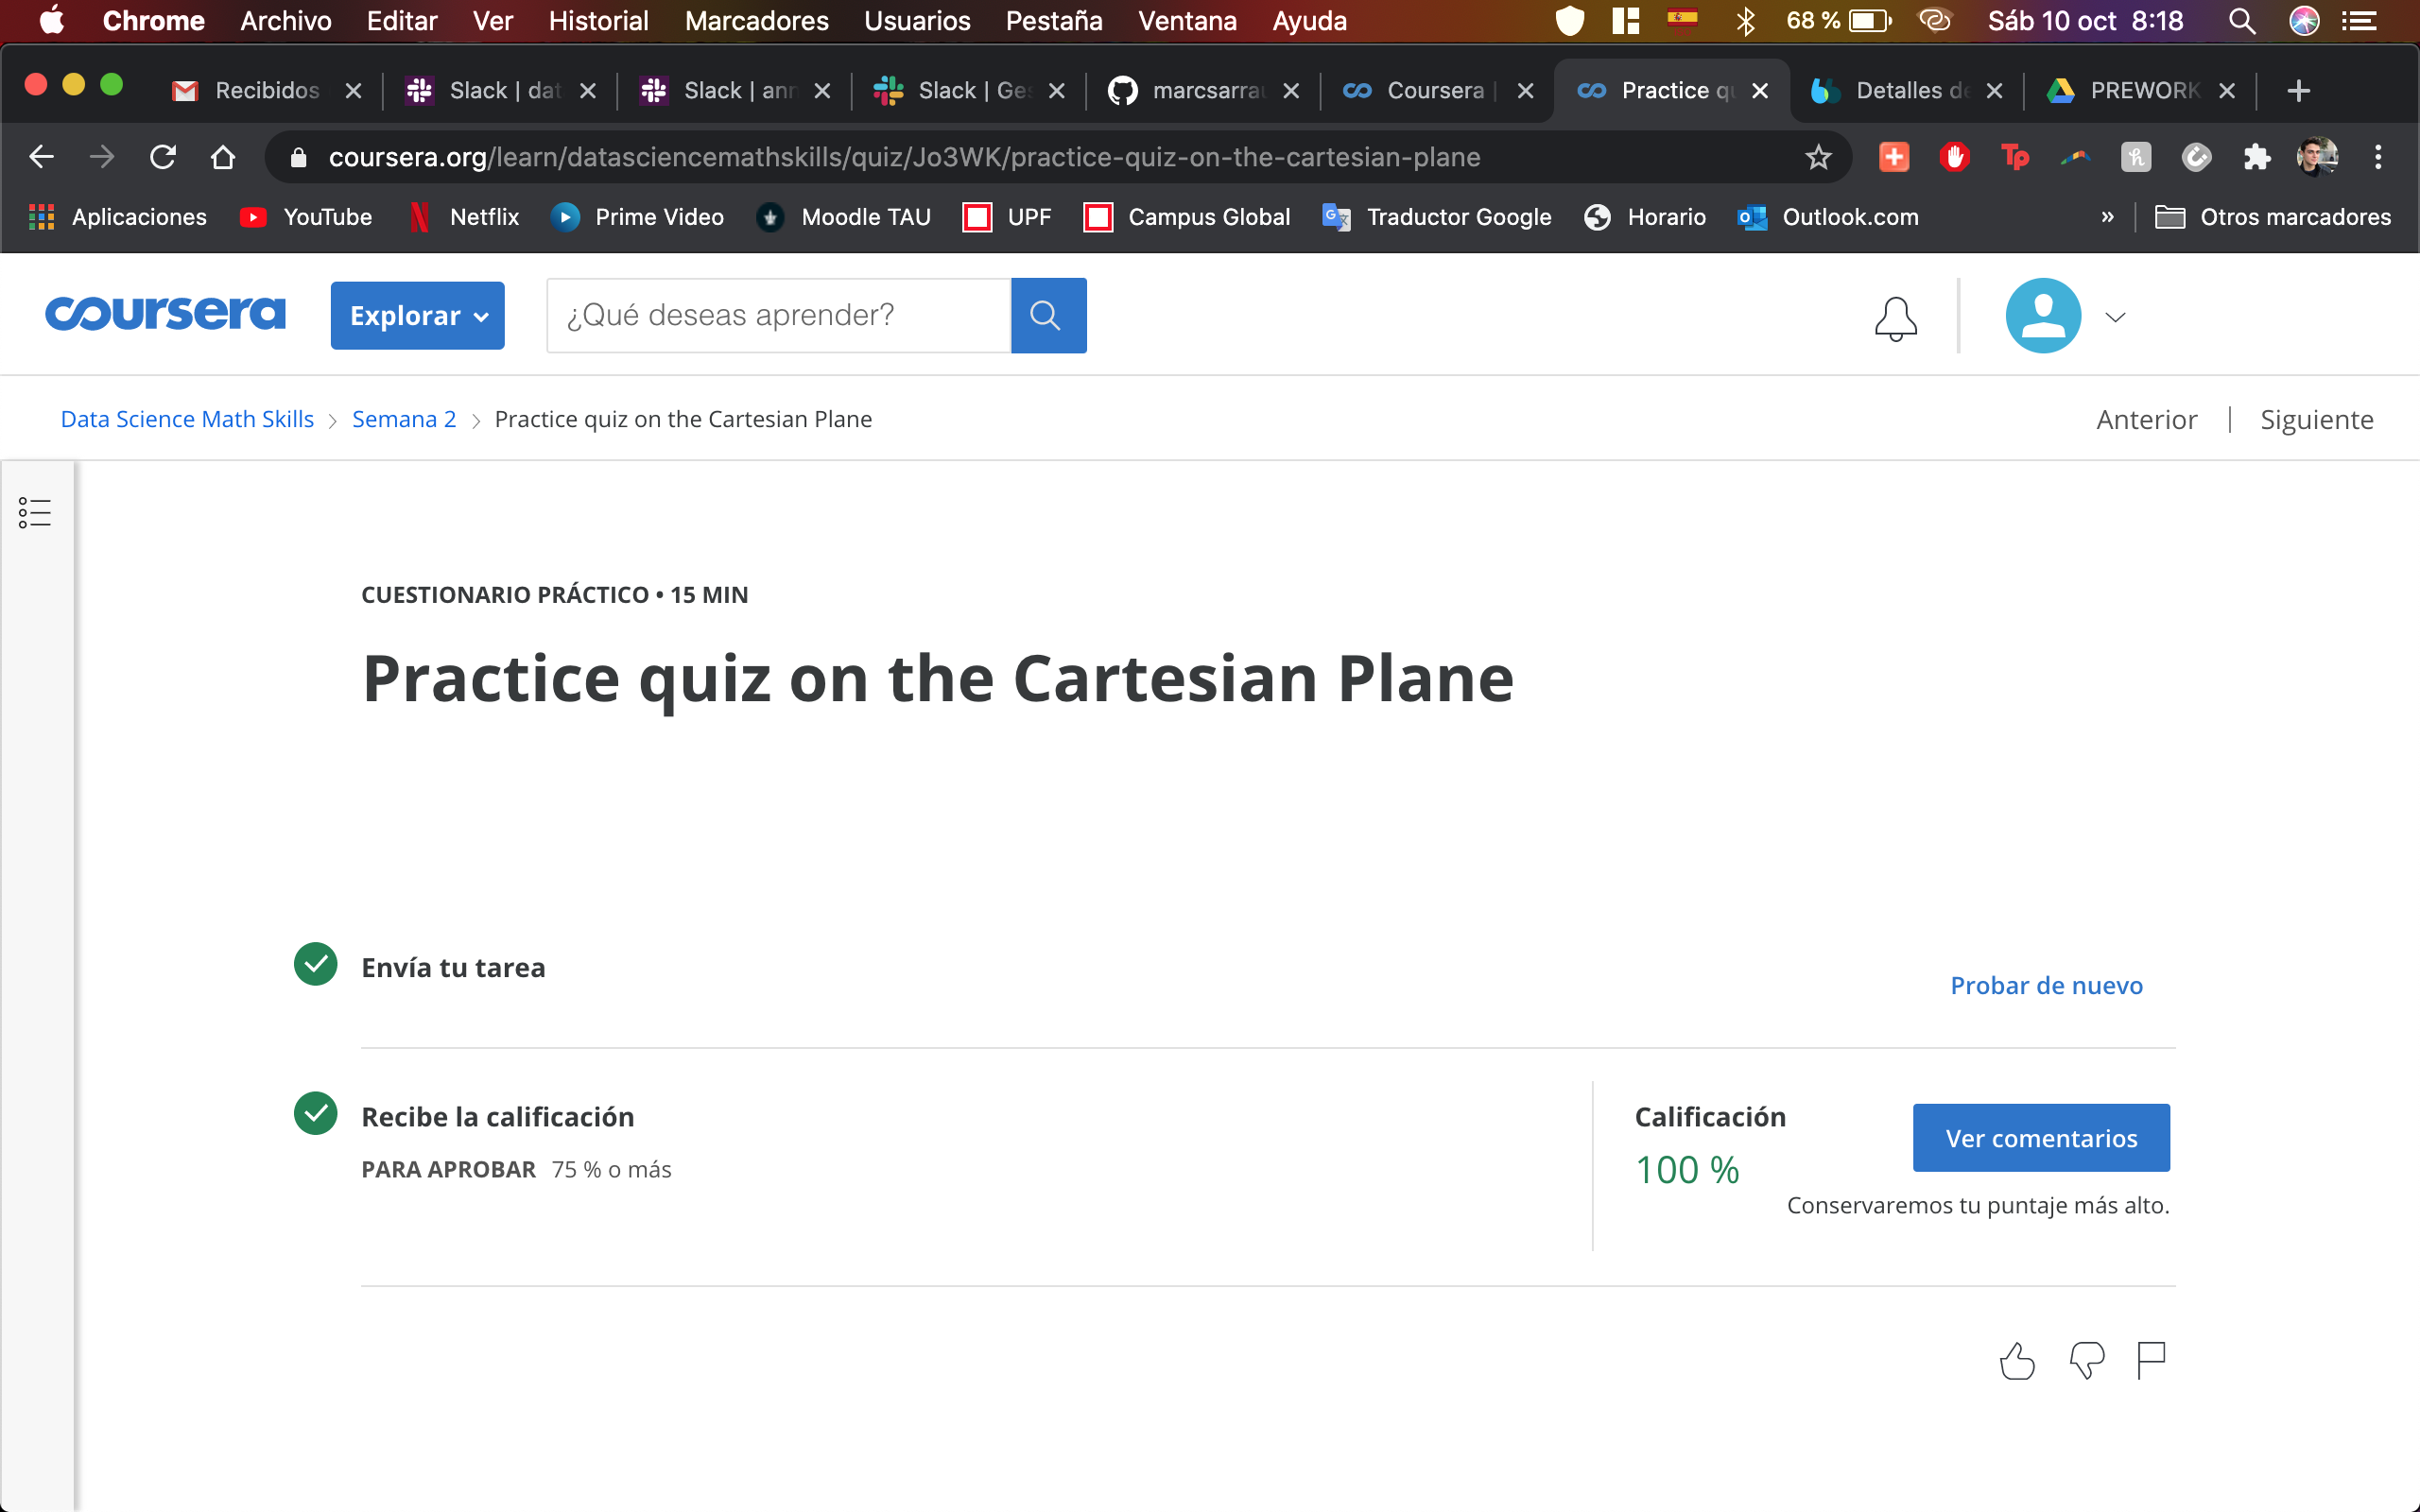 Chrome Archivo Editar Ver Historial Marcadores Usuarios Pestaña Ventana Ayuda 68 % Sáb 10 oct 8:18
Recibidos Slack | dat Slack | ann Slack | Ges marcsarrau Coursera | Practice qu Detalles de PREWORK
coursera.org/learn/datasciencemathskills/quiz/Jo3WK/practice-quiz-on-the-cartesian-plane
Aplicaciones YouTube Netflix Prime Video Moodle TAU UPF Campus Global Traductor Google Horario Outlook.com » Otros marcadores
coursera Explorar ¿Qué deseas aprender?
Data Science Math Skills > Semana 2 > Practice quiz on the Cartesian Plane Anterior | Siguiente
CUESTIONARIO PRÁCTICO • 15 MIN
Practice quiz on the Cartesian Plane
Envía tu tarea
Probar de nuevo
Recibe la calificación
PARA APROBAR 75 % o más
Calificación
100 %
Ver comentarios
Conservaremos tu puntaje más alto.